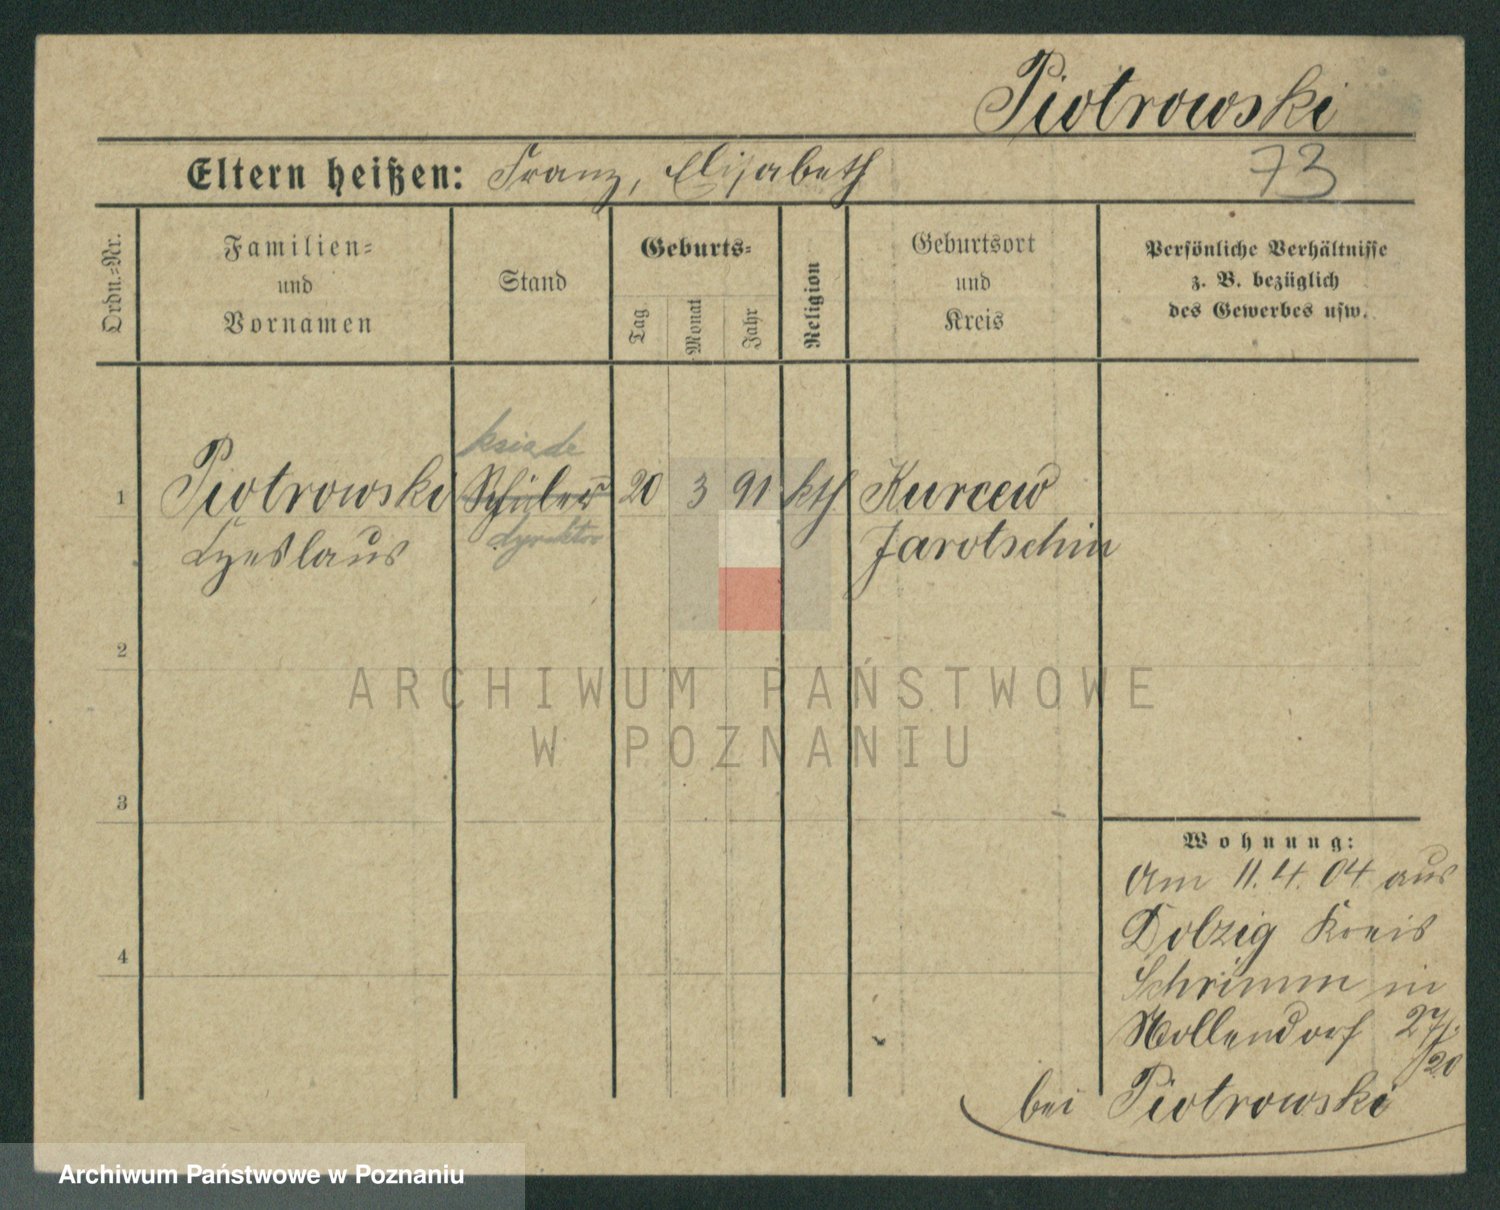 Piotrowski
Eltern heißen: Franz, Elisabeth 73
Ordn.-Nr.
Familien-
und
Vornamen
Stand
Geburts-
Tag
Monat
Jahr
Religion
Geburtsort
und
Kreis
Persönliche Verhältnisse
z. B. bezüglich
des Gewerbes usw.
ksiądz
1 Piotrowski Schüler 20 3 91 kth Kurcew
Czeslaus dyrektor Jarotschin
2
ARCHIWUM PAŃSTWOWE
W POZNANIU
3
Wohnung:
Am 11.4.04 aus
Dolzig Kreis
4
Schrimm in
Nollendorf 27/
/20
bei Piotrowski
Archiwum Państwowe w Poznaniu